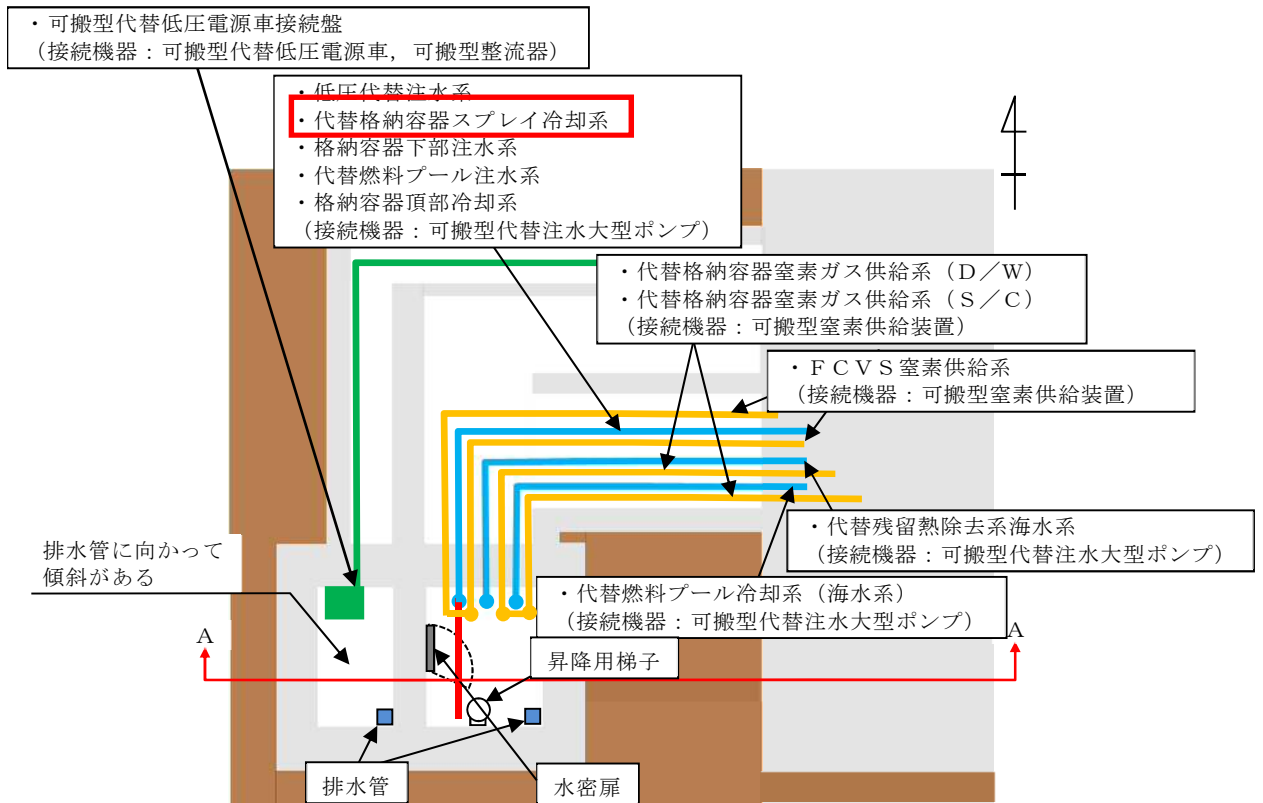 ・可搬型代替低圧電源車接続盤
（接続機器：可搬型代替低圧電源車，可搬型整流器）
・低圧代替注水系
・代替格納容器スプレイ冷却系
・格納容器下部注水系
・代替燃料プール注水系
・格納容器頂部冷却系
（接続機器：可搬型代替注水大型ポンプ）
・代替格納容器窒素ガス供給系（Ｄ／Ｗ）
・代替格納容器窒素ガス供給系（Ｓ／Ｃ）
（接続機器：可搬型窒素供給装置）
・ＦＣＶＳ窒素供給系
（接続機器：可搬型窒素供給装置）
・代替残留熱除去系海水系
（接続機器：可搬型代替注水大型ポンプ）
排水管に向かって
傾斜がある
・代替燃料プール冷却系（海水系）
（接続機器：可搬型代替注水大型ポンプ）
Ａ
Ａ
昇降用梯子
排水管
水密扉